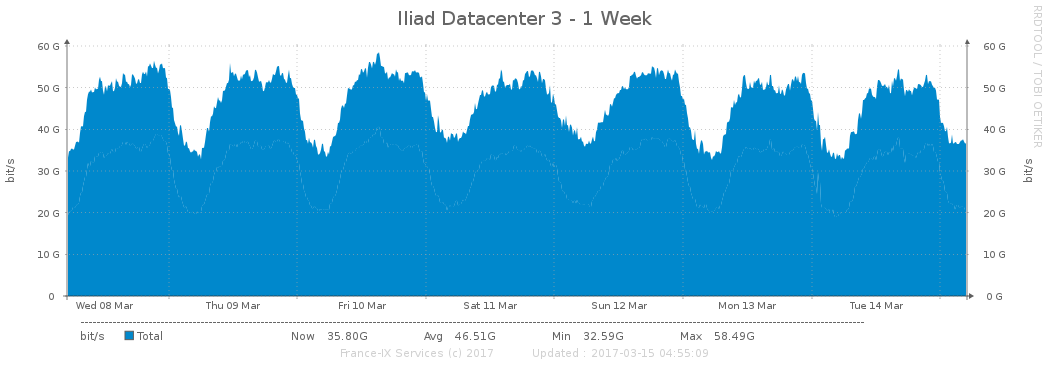 Iliad Datacenter 3 - 1 Week
RRDTOOL / TOBI OETIKER
60 G 60 G
50 G 50 G
40 G 40 G
30 G 30 G
20 G 20 G
10 G 10 G
0 0 G
bit/s bit/s
Wed 08 Mar Thu 09 Mar Fri 10 Mar Sat 11 Mar Sun 12 Mar Mon 13 Mar Tue 14 Mar
bit/s Total Now 35.80G Avg 46.51G Min 32.59G Max 58.49G
France-IX Services (c) 2017 Updated : 2017-03-15 04:55:09